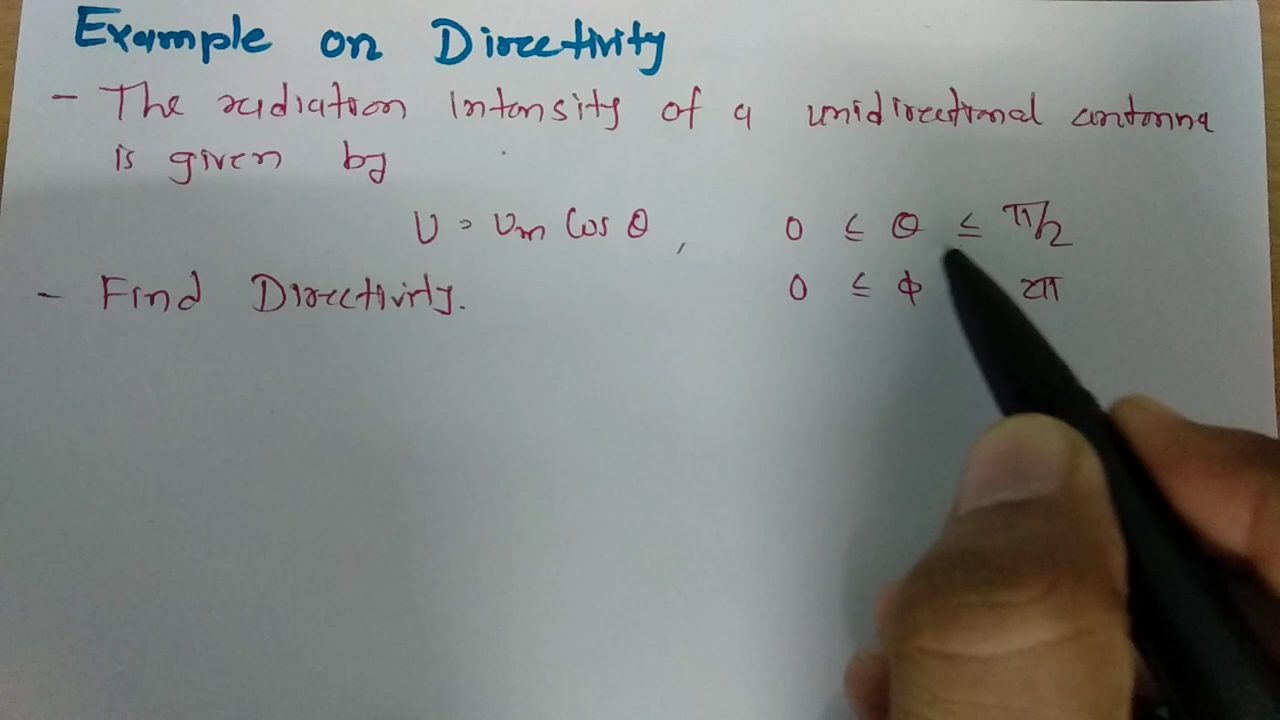 Example on Directivity
- The radiation intensity of a unidirectional antenna
is given by
U = Um Cos θ, 0 ≤ θ ≤ π/2
- Find Directivity. 0 ≤ φ 2π